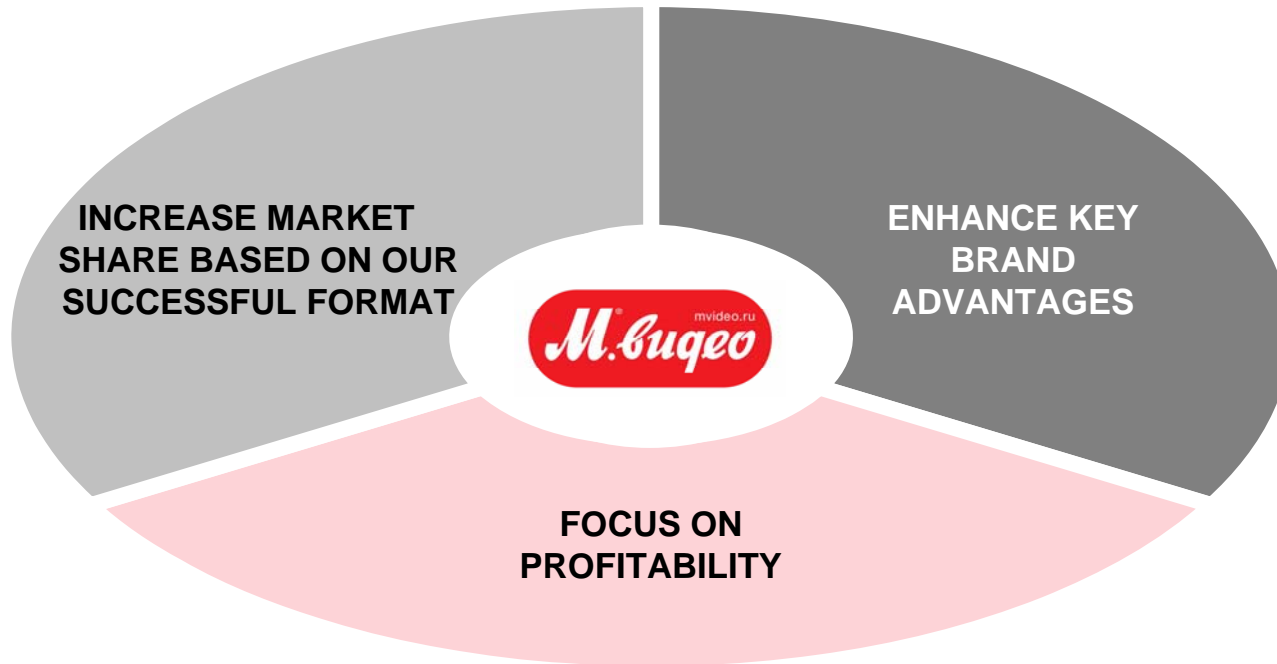 INCREASE MARKET
SHARE BASED ON OUR
SUCCESSFUL FORMAT
ENHANCE KEY
BRAND
ADVANTAGES
mvideo.ru
М.видео
FOCUS ON
PROFITABILITY